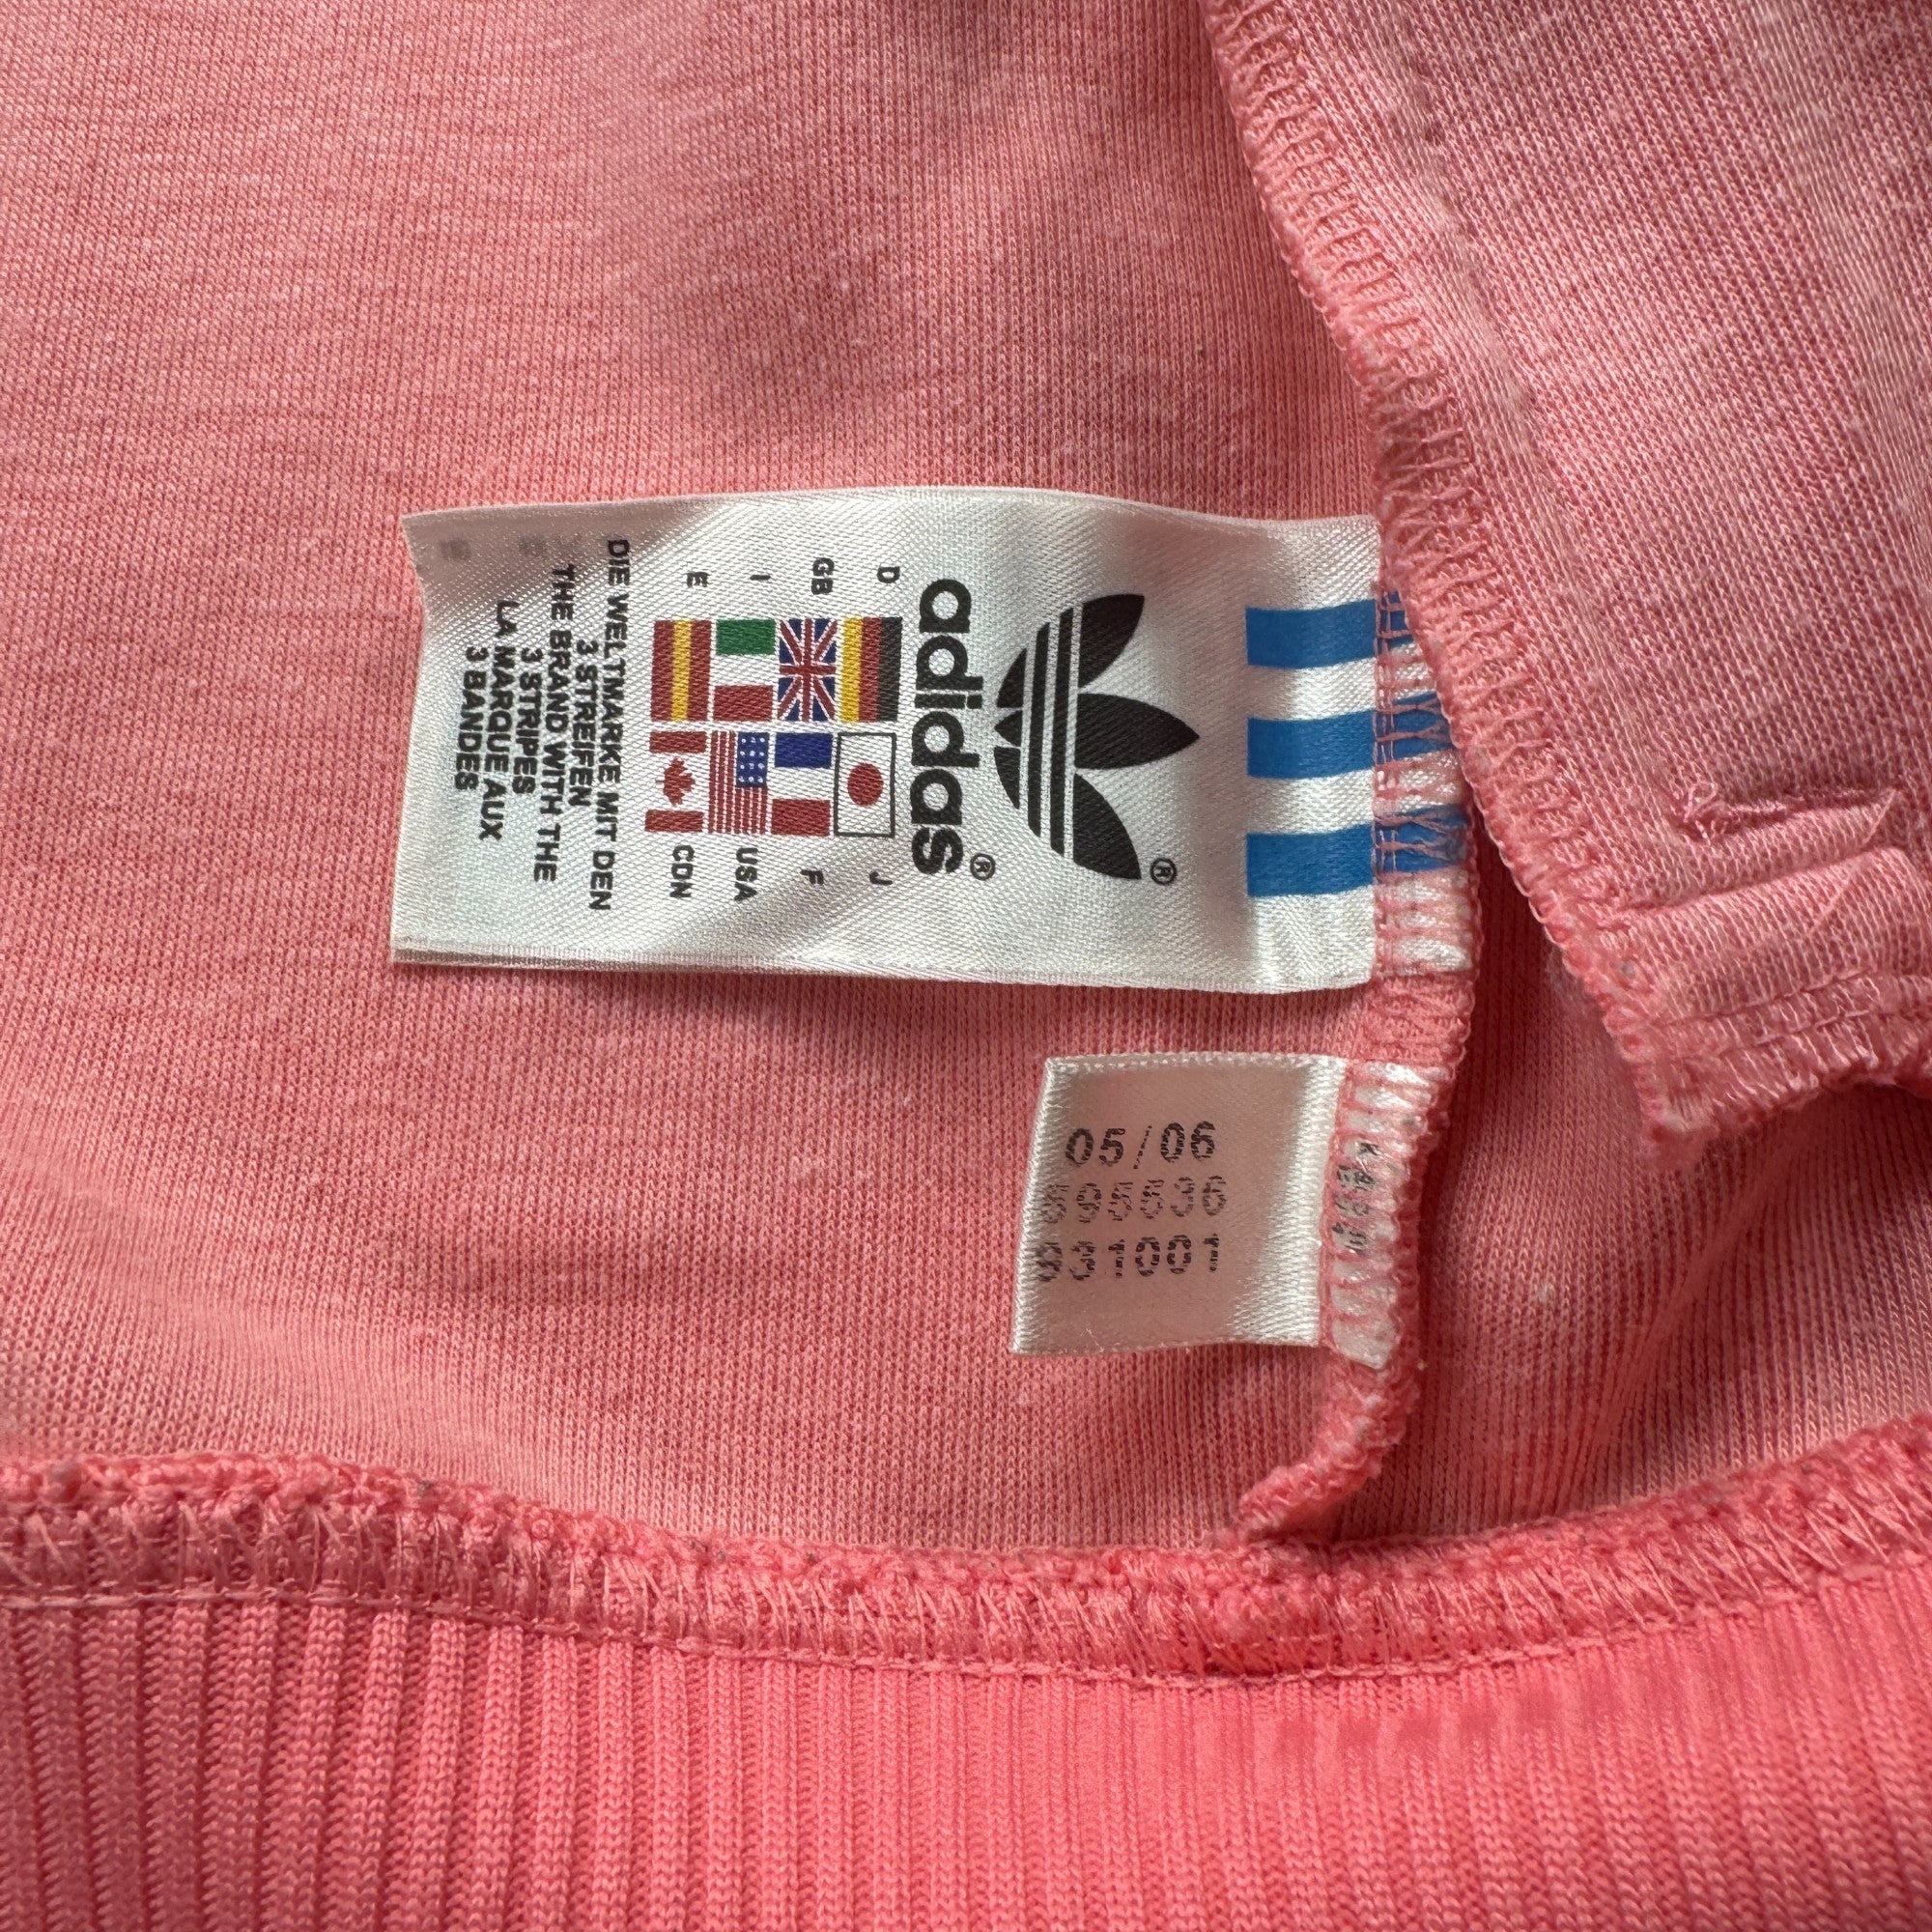 ®
adidas®
D J
GB F
I USA
E CDN
DIE WELTMARKE MIT DEN
3 STREIFEN
THE BRAND WITH THE
3 STRIPES
LA MARQUE AUX
3 BANDES
05/06